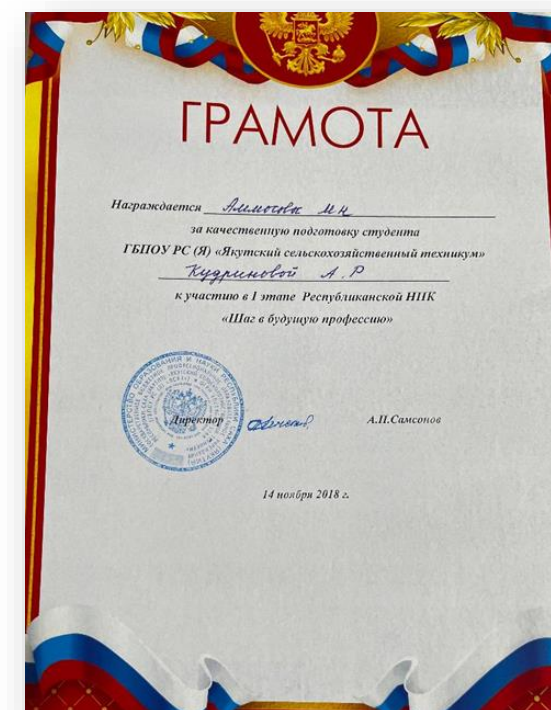 ГРАМОТА
Награждается Аммосова М Н
за качественную подготовку студента
ГБПОУ РС (Я) «Якутский сельскохозяйственный техникум»
Кудриновой А. Р
к участию в I этапе Республиканской НПК
«Шаг в будущую профессию»
Директор А.П.Самсонов
14 ноября 2018 г.